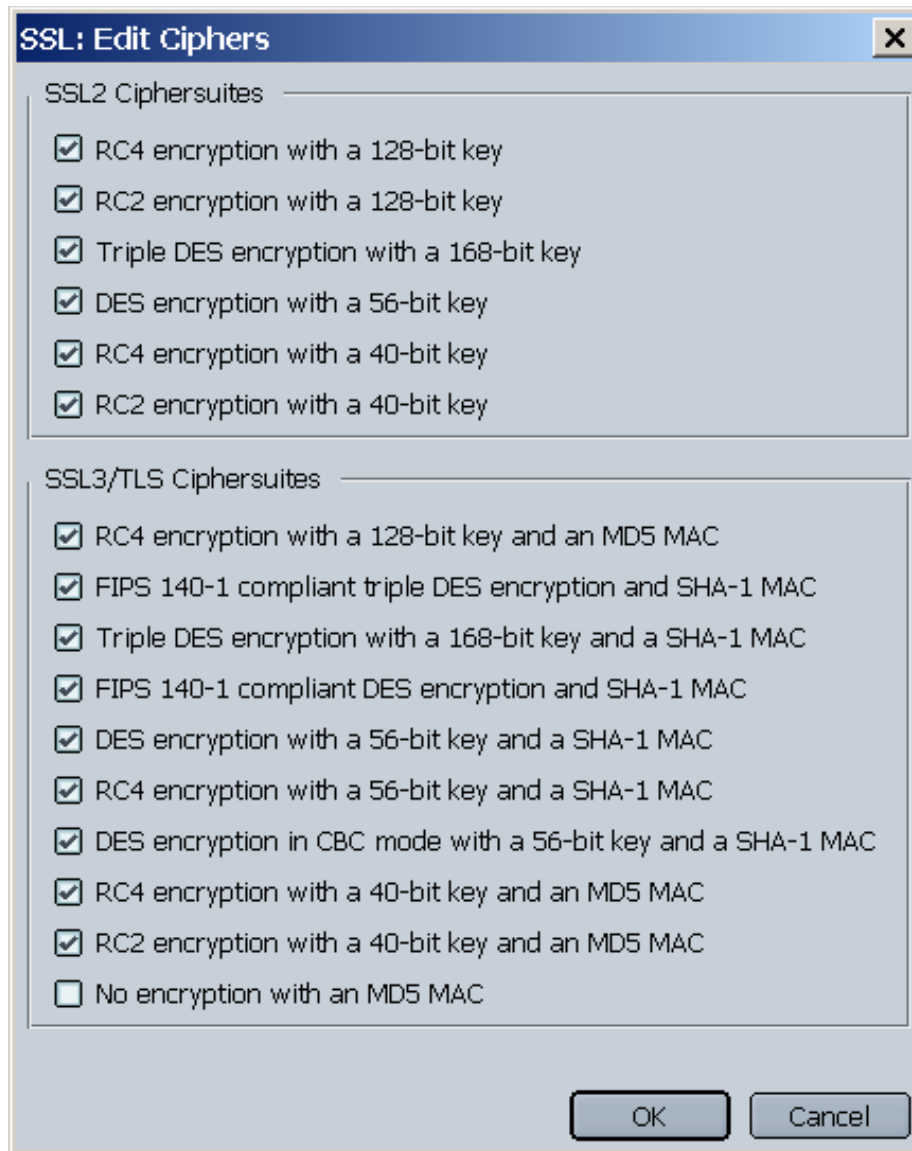 SSL: Edit Ciphers
SSL2 Ciphersuites
RC4 encryption with a 128-bit key
RC2 encryption with a 128-bit key
Triple DES encryption with a 168-bit key
DES encryption with a 56-bit key
RC4 encryption with a 40-bit key
RC2 encryption with a 40-bit key
SSL3/TLS Ciphersuites
RC4 encryption with a 128-bit key and an MD5 MAC
FIPS 140-1 compliant triple DES encryption and SHA-1 MAC
Triple DES encryption with a 168-bit key and a SHA-1 MAC
FIPS 140-1 compliant DES encryption and SHA-1 MAC
DES encryption with a 56-bit key and a SHA-1 MAC
RC4 encryption with a 56-bit key and a SHA-1 MAC
DES encryption in CBC mode with a 56-bit key and a SHA-1 MAC
RC4 encryption with a 40-bit key and an MD5 MAC
RC2 encryption with a 40-bit key and an MD5 MAC
No encryption with an MD5 MAC
OK Cancel